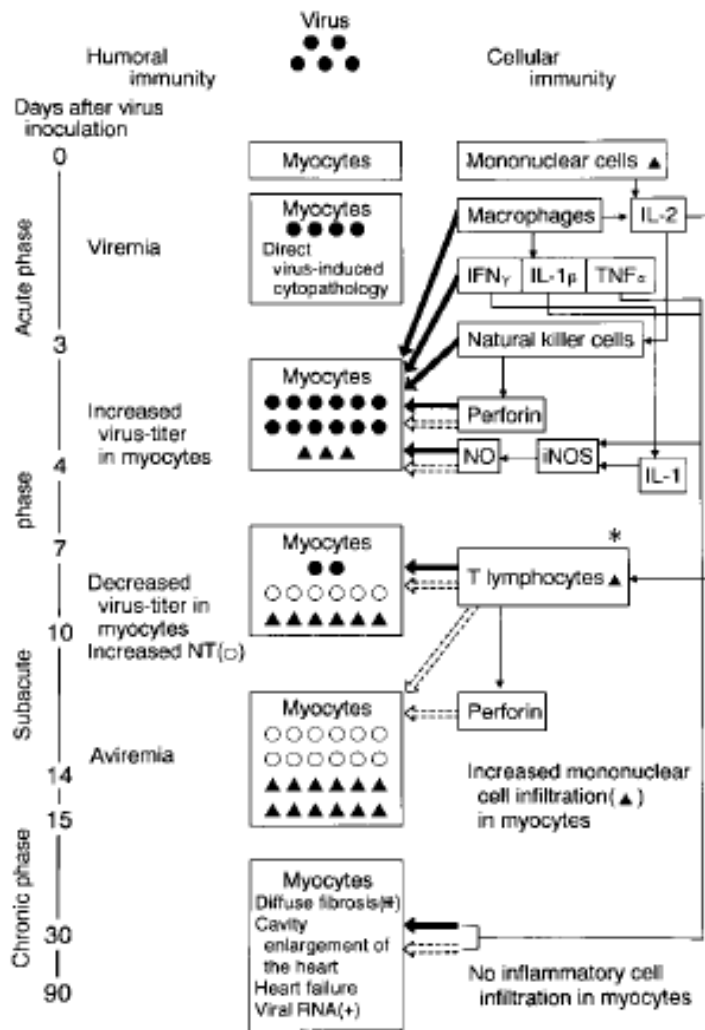 Virus
Humoral
immunity
Cellular
immunity
Days after virus
inoculation
0
3
4
7
10
14
15
30
90
Acute phase
phase
Subacute
Chronic phase
Viremia
Increased
virus-titer
in myocytes
Decreased
virus-titer in
myocytes
Increased NT(○)
Aviremia
Myocytes
Myocytes
Direct
virus-induced
cytopathology
Myocytes
Myocytes
Myocytes
Myocytes
Diffuse fibrosis(⧻)
Cavity
enlargement of
the heart
Heart failure
Viral RNA(+)
Mononuclear cells ▲
Macrophages
IL-2
IFNγ
IL-1β
TNFα
Natural killer cells
Perforin
NO
iNOS
IL-1
*
T lymphocytes ▲
Perforin
Increased mononuclear
cell infiltration(▲)
in myocytes
No inflammatory cell
infiltration in myocytes